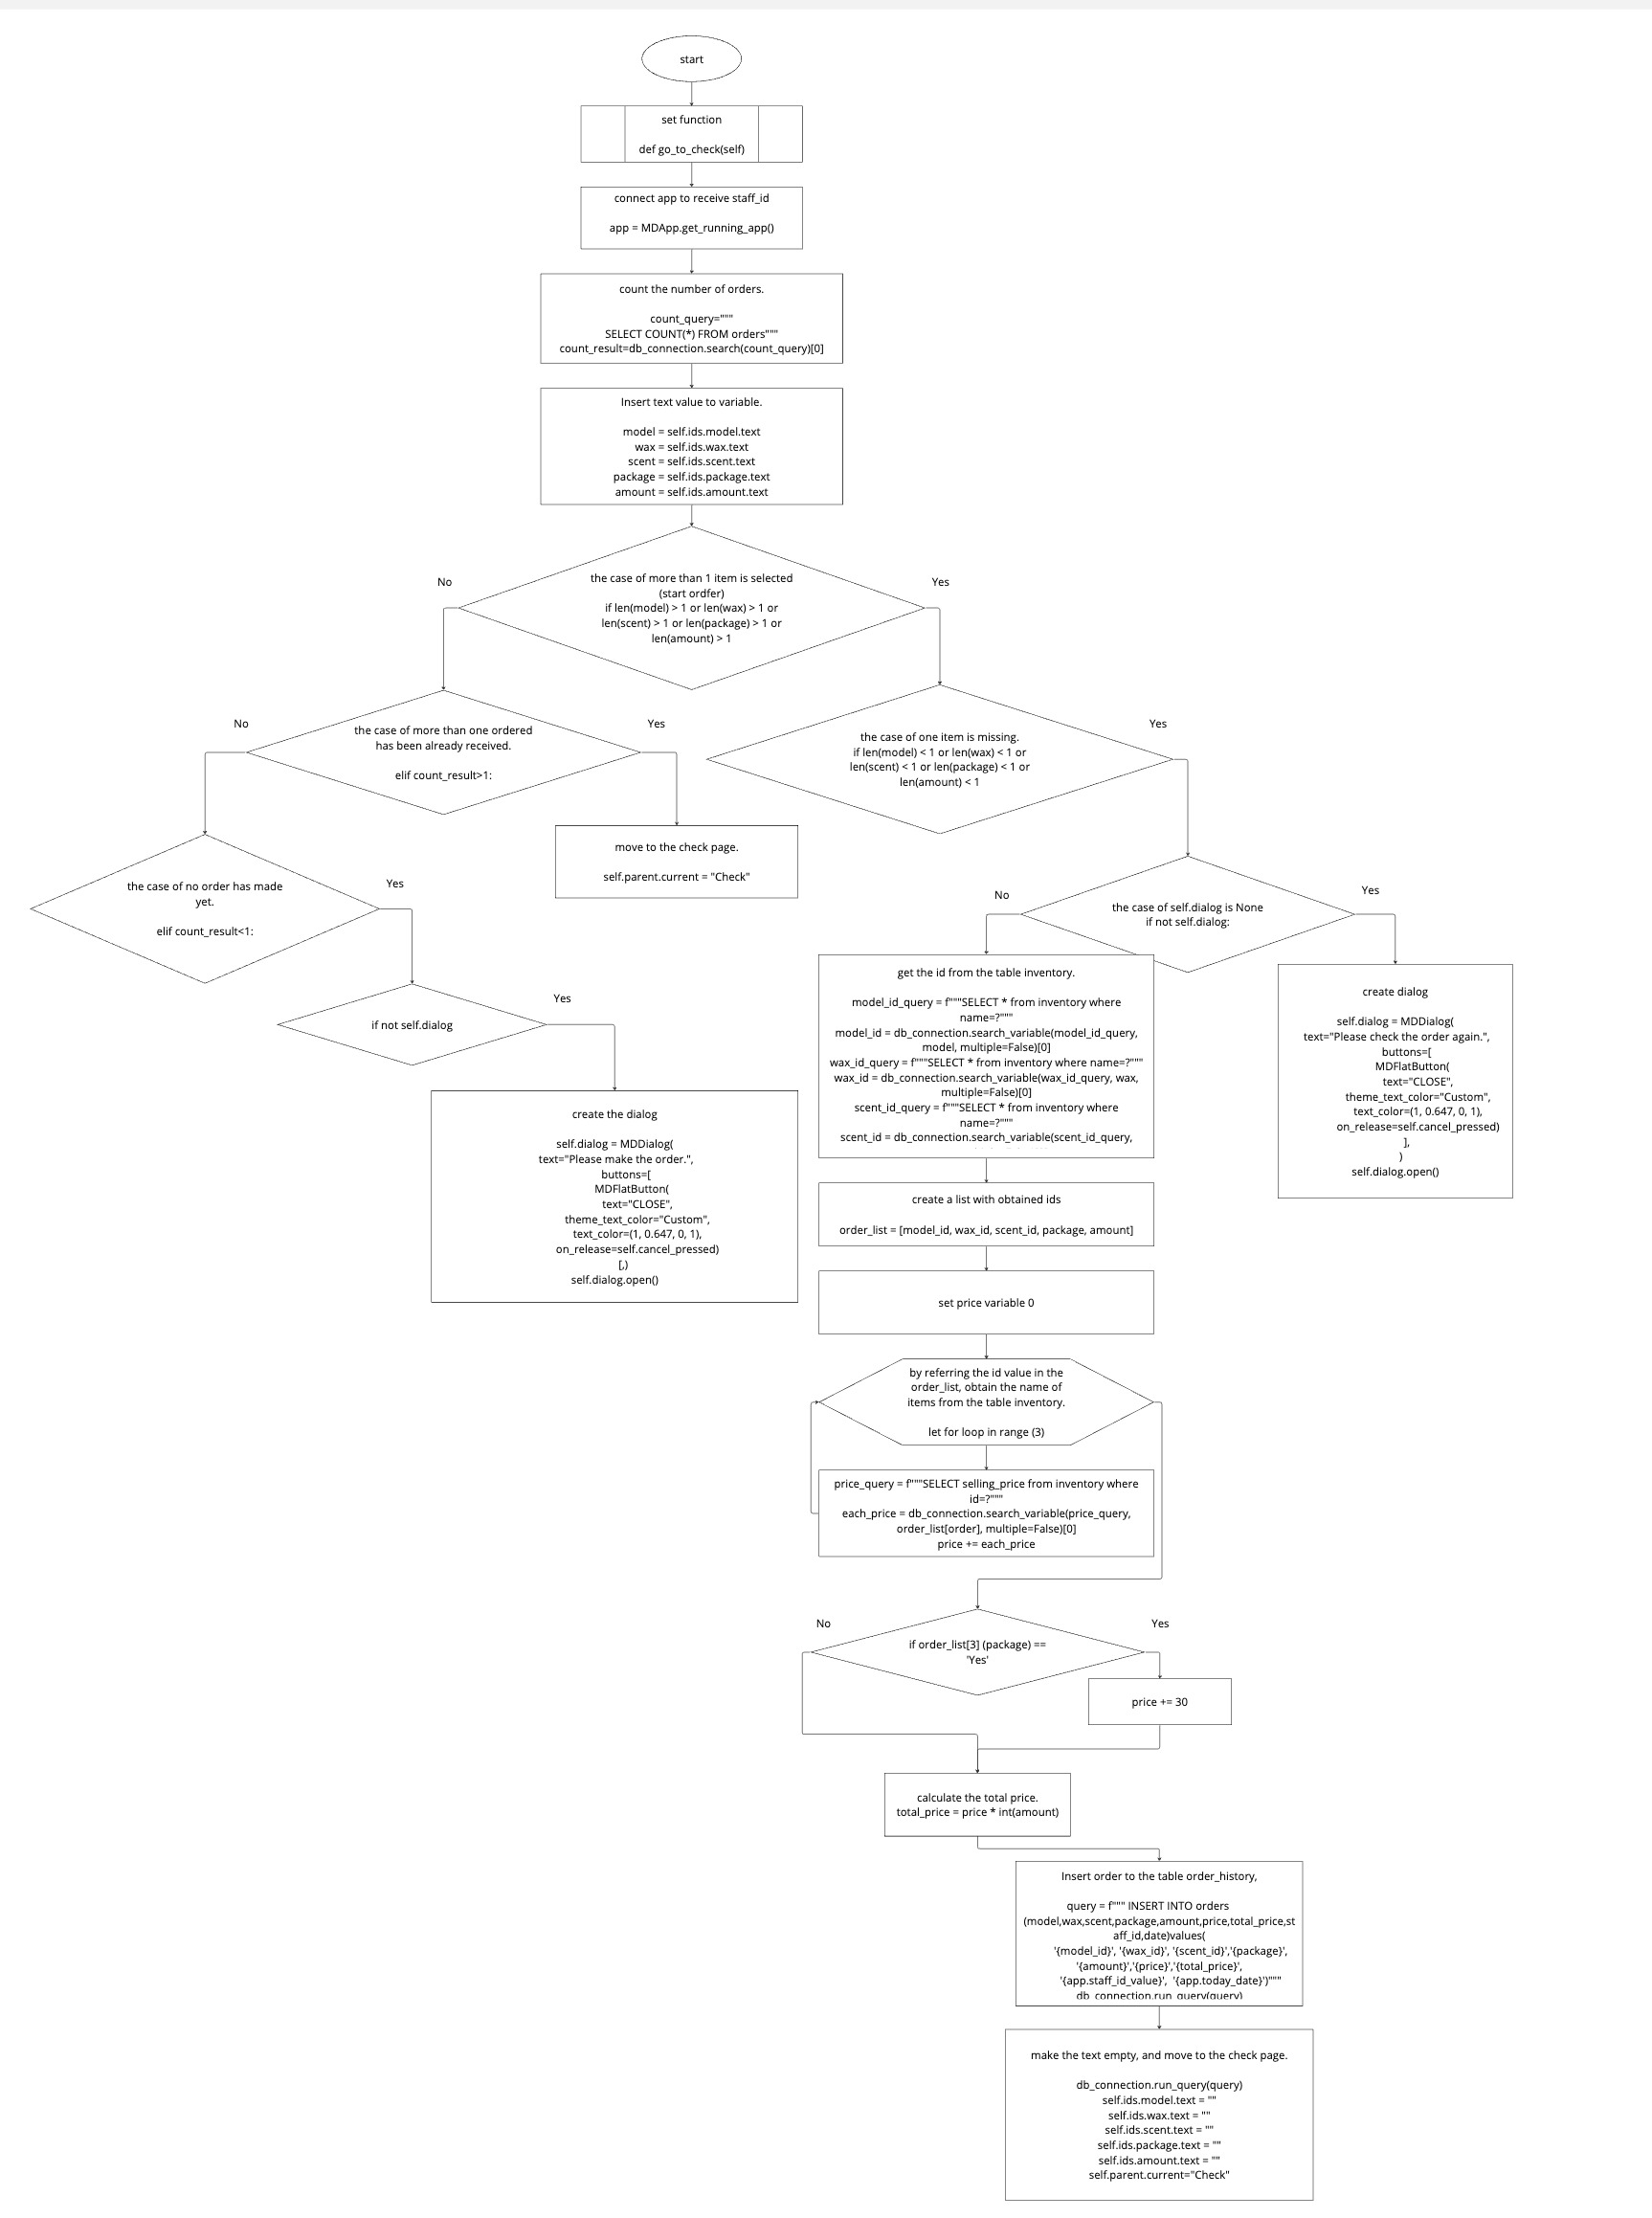 start
set function
def go_to_check(self)
connect app to receive staff_id
app = MDApp.get_running_app()
count the number of orders.
count_query="""
SELECT COUNT(*) FROM orders"""
count_result=db_connection.search(count_query)[0]
Insert text value to variable.
model = self.ids.model.text
wax = self.ids.wax.text
scent = self.ids.scent.text
package = self.ids.package.text
amount = self.ids.amount.text
No
Yes
the case of more than 1 item is selected
(start ordfer)
if len(model) > 1 or len(wax) > 1 or
len(scent) > 1 or len(package) > 1 or
len(amount) > 1
No
Yes
the case of more than one ordered
has been already received.
elif count_result>1:
Yes
the case of one item is missing.
if len(model) < 1 or len(wax) < 1 or
len(scent) < 1 or len(package) < 1 or
len(amount) < 1
move to the check page.
self.parent.current = "Check"
the case of no order has made
yet.
elif count_result<1:
Yes
No
Yes
the case of self.dialog is None
if not self.dialog:
if not self.dialog
Yes
create the dialog
self.dialog = MDDialog(
text="Please make the order.",
buttons=[
MDFlatButton(
text="CLOSE",
theme_text_color="Custom",
text_color=(1, 0.647, 0, 1),
on_release=self.cancel_pressed)
[,)
self.dialog.open()
get the id from the table inventory.
model_id_query = f"""SELECT * from inventory where
name=?"""
model_id = db_connection.search_variable(model_id_query,
model, multiple=False)[0]
wax_id_query = f"""SELECT * from inventory where name=?"""
wax_id = db_connection.search_variable(wax_id_query, wax,
multiple=False)[0]
scent_id_query = f"""SELECT * from inventory where
name=?"""
scent_id = db_connection.search_variable(scent_id_query,
create dialog
self.dialog = MDDialog(
text="Please check the order again.",
buttons=[
MDFlatButton(
text="CLOSE",
theme_text_color="Custom",
text_color=(1, 0.647, 0, 1),
on_release=self.cancel_pressed)
],
)
self.dialog.open()
create a list with obtained ids
order_list = [model_id, wax_id, scent_id, package, amount]
set price variable 0
by referring the id value in the
order_list, obtain the name of
items from the table inventory.
let for loop in range (3)
price_query = f"""SELECT selling_price from inventory where
id=?"""
each_price = db_connection.search_variable(price_query,
order_list[order], multiple=False)[0]
price += each_price
No
Yes
if order_list[3] (package) ==
'Yes'
price += 30
calculate the total price.
total_price = price * int(amount)
Insert order to the table order_history,
query = f""" INSERT INTO orders
(model,wax,scent,package,amount,price,total_price,st
aff_id,date)values(
'{model_id}', '{wax_id}', '{scent_id}','{package}',
'{amount}','{price}','{total_price}',
'{app.staff_id_value}', '{app.today_date}')"""
db_connection.run_query(query)
make the text empty, and move to the check page.
db_connection.run_query(query)
self.ids.model.text = ""
self.ids.wax.text = ""
self.ids.scent.text = ""
self.ids.package.text = ""
self.ids.amount.text = ""
self.parent.current="Check"